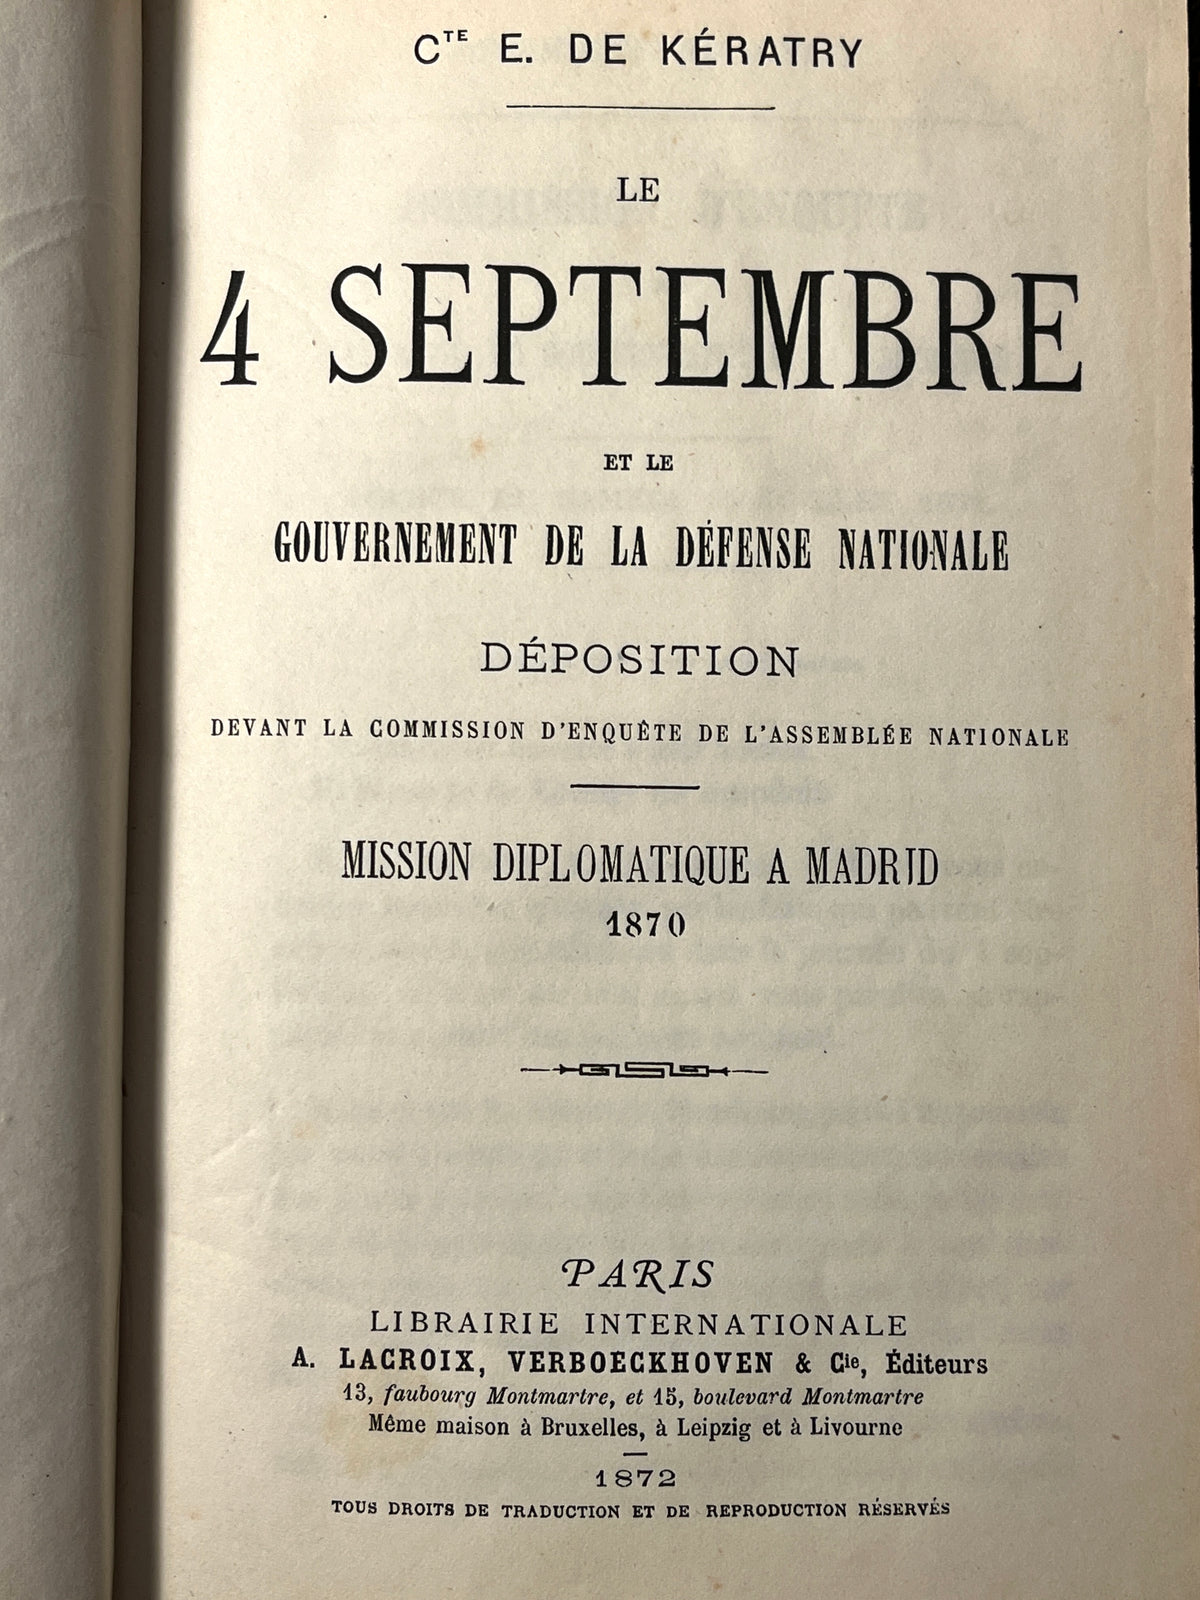 Cᵀᴱ E. DE KÉRATRY
LE
4 SEPTEMBRE
ET LE
GOUVERNEMENT DE LA DÉFENSE NATIONALE
DÉPOSITION
DEVANT LA COMMISSION D'ENQUÊTE DE L'ASSEMBLÉE NATIONALE
MISSION DIPLOMATIQUE A MADRID
1870
PARIS
LIBRAIRIE INTERNATIONALE
A. LACROIX, VERBOECKHOVEN & Cie, Éditeurs
13, faubourg Montmartre, et 15, boulevard Montmartre
Même maison à Bruxelles, à Leipzig et à Livourne
1872
TOUS DROITS DE TRADUCTION ET DE REPRODUCTION RÉSERVÉS